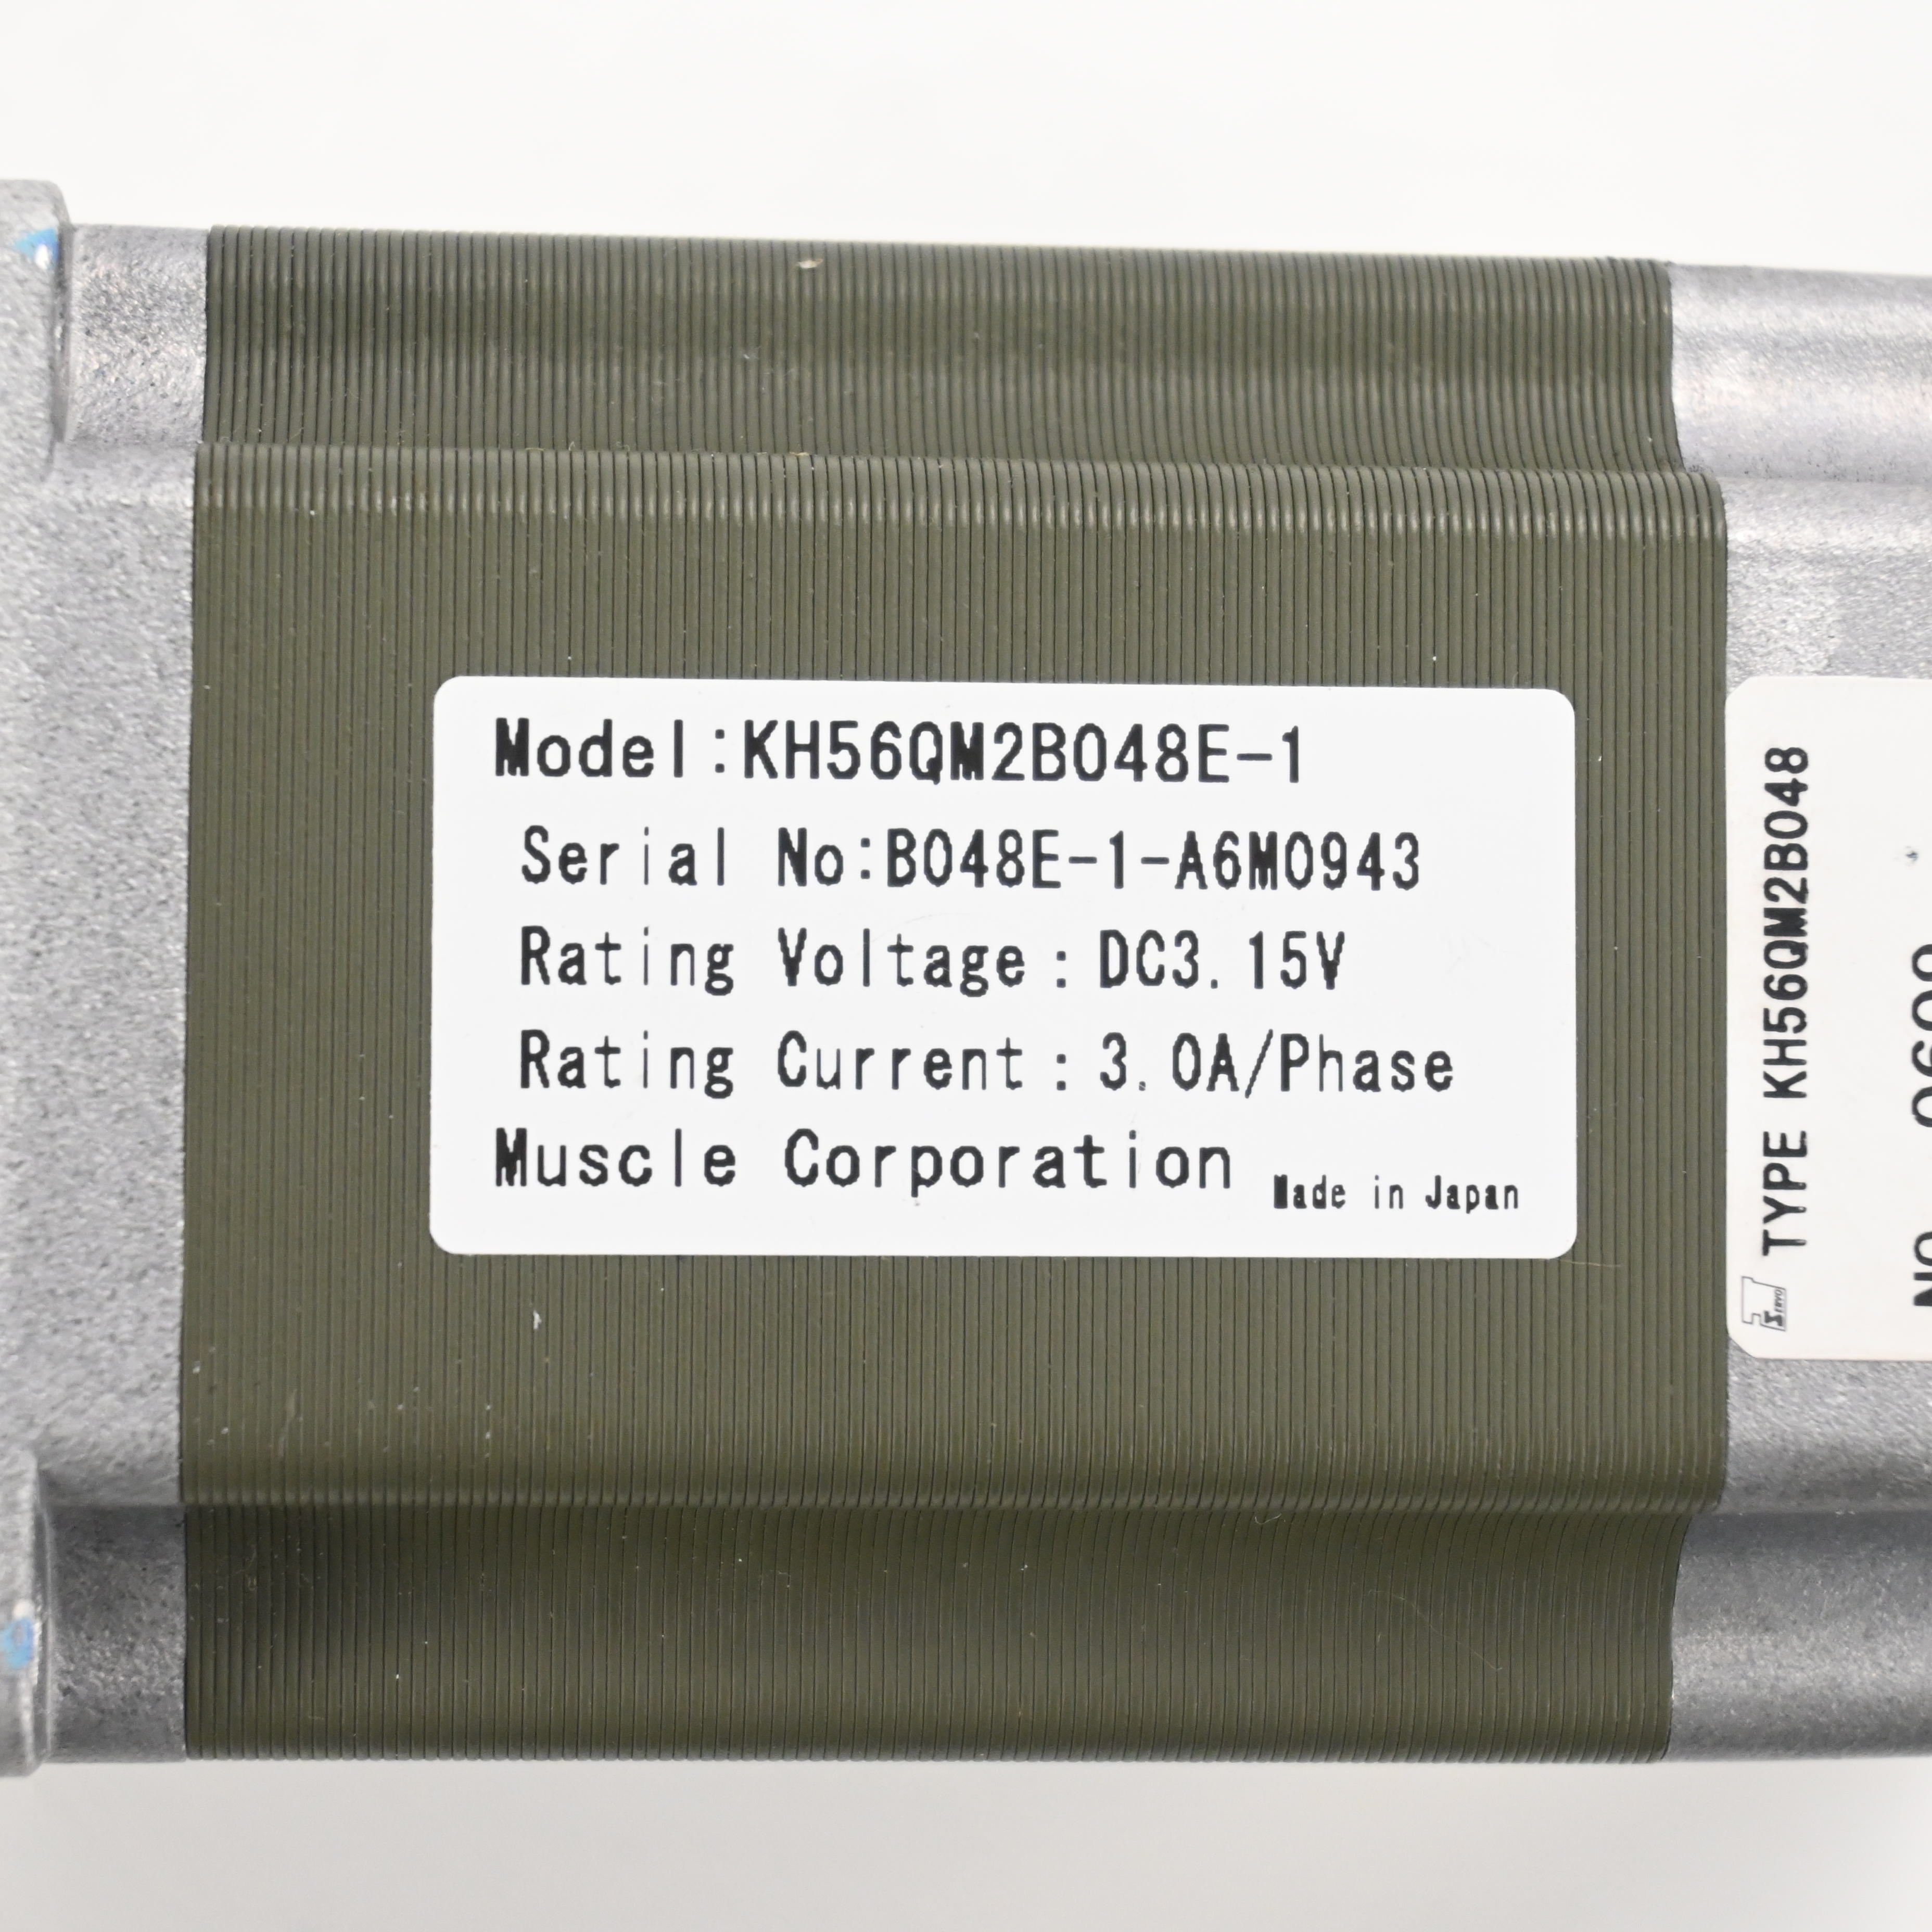 Model:KH56QM2B048E-1
Serial No:B048E-1-A6M0943
Rating Voltage:DC3.15V
Rating Current:3.0A/Phase
Muscle Corporation Made in Japan
TYPE KH56QM2B048
SERVO